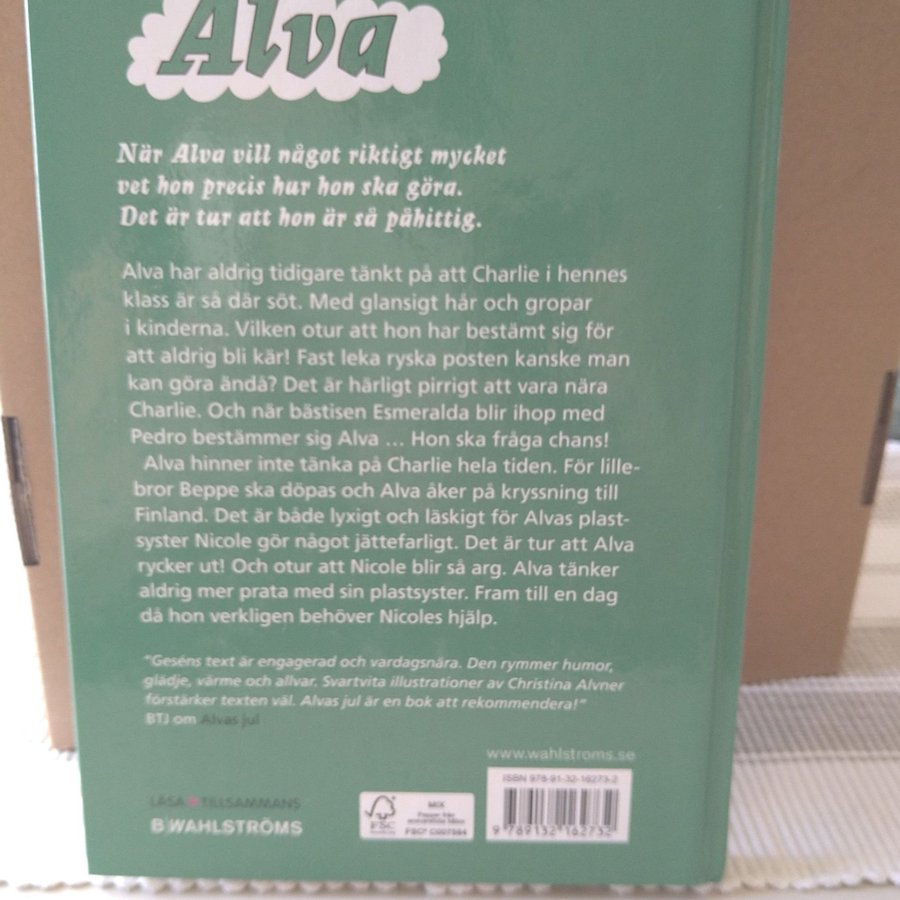 Alva
När Alva vill något riktigt mycket
vet hon precis hur hon ska göra.
Det är tur att hon är så påhittig.
Alva har aldrig tidigare tänkt på att Charlie i hennes
klass är så där söt. Med glansigt hår och gropar
i kinderna. Vilken otur att hon har bestämt sig för
att aldrig bli kär! Fast leka ryska posten kanske man
kan göra ändå? Det är härligt pirrigt att vara nära
Charlie. Och när bästisen Esmeralda blir ihop med
Pedro bestämmer sig Alva ... Hon ska fråga chans!
Alva hinner inte tänka på Charlie hela tiden. För lille-
bror Beppe ska döpas och Alva åker på kryssning till
Finland. Det är både lyxigt och läskigt för Alvas plast-
syster Nicole gör något jättefarligt. Det är tur att Alva
rycker ut! Och otur att Nicole blir så arg. Alva tänker
aldrig mer prata med sin plastsyster. Fram till en dag
då hon verkligen behöver Nicoles hjälp.
"Geséns text är engagerad och vardagsnära. Den rymmer humor,
glädje, värme och allvar. Svartvita illustrationer av Christina Alvner
förstärker texten väl. Alvas jul är en bok att rekommendera!"
BTJ om Alvas jul
www.wahlstroms.se
ISBN 978-91-32-16273-2
LÄSA TILLSAMMANS
B WAHLSTRÖMS
FSC
MIX
Papper från
FSC® C007584
9 789132 162732